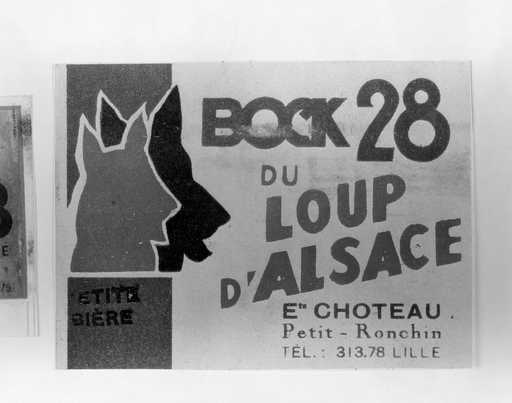 BOCK 28
DU
LOUP
D'ALSACE
PETITE
BIÈRE
Eᵗˢ CHOTEAU.
Petit - Ronchin
TÉL.: 313.78 LILLE